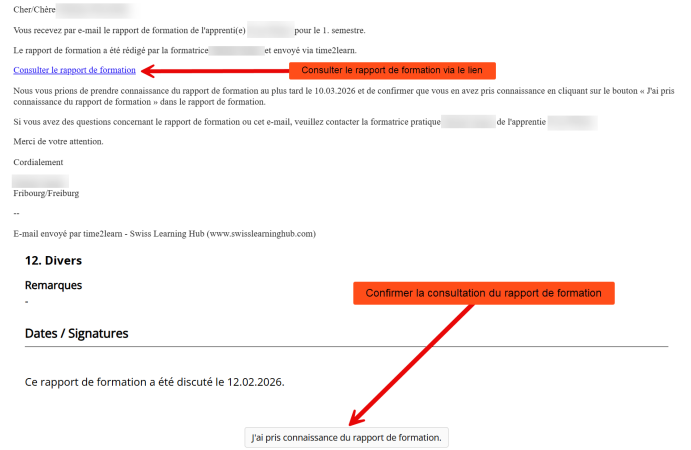 Cher/Chère
Vous recevez par e-mail le rapport de formation de l'apprenti(e) pour le 1. semestre.
Le rapport de formation a été rédigé par la formatrice et envoyé via time2learn.
Consulter le rapport de formation
Consulter le rapport de formation via le lien
Nous vous prions de prendre connaissance du rapport de formation au plus tard le 10.03.2026 et de confirmer que vous en avez pris connaissance en cliquant sur le bouton « J'ai pris
connaissance du rapport de formation » dans le rapport de formation.
Si vous avez des questions concernant le rapport de formation ou cet e-mail, veuillez contacter la formatrice pratique de l'apprentie
Merci de votre attention.
Cordialement
Fribourg/Freiburg
--
E-mail envoyé par time2learn - Swiss Learning Hub (www.swisslearninghub.com)
12. Divers
Remarques
-
Confirmer la consultation du rapport de formation
Dates / Signatures
Ce rapport de formation a été discuté le 12.02.2026.
J'ai pris connaissance du rapport de formation.